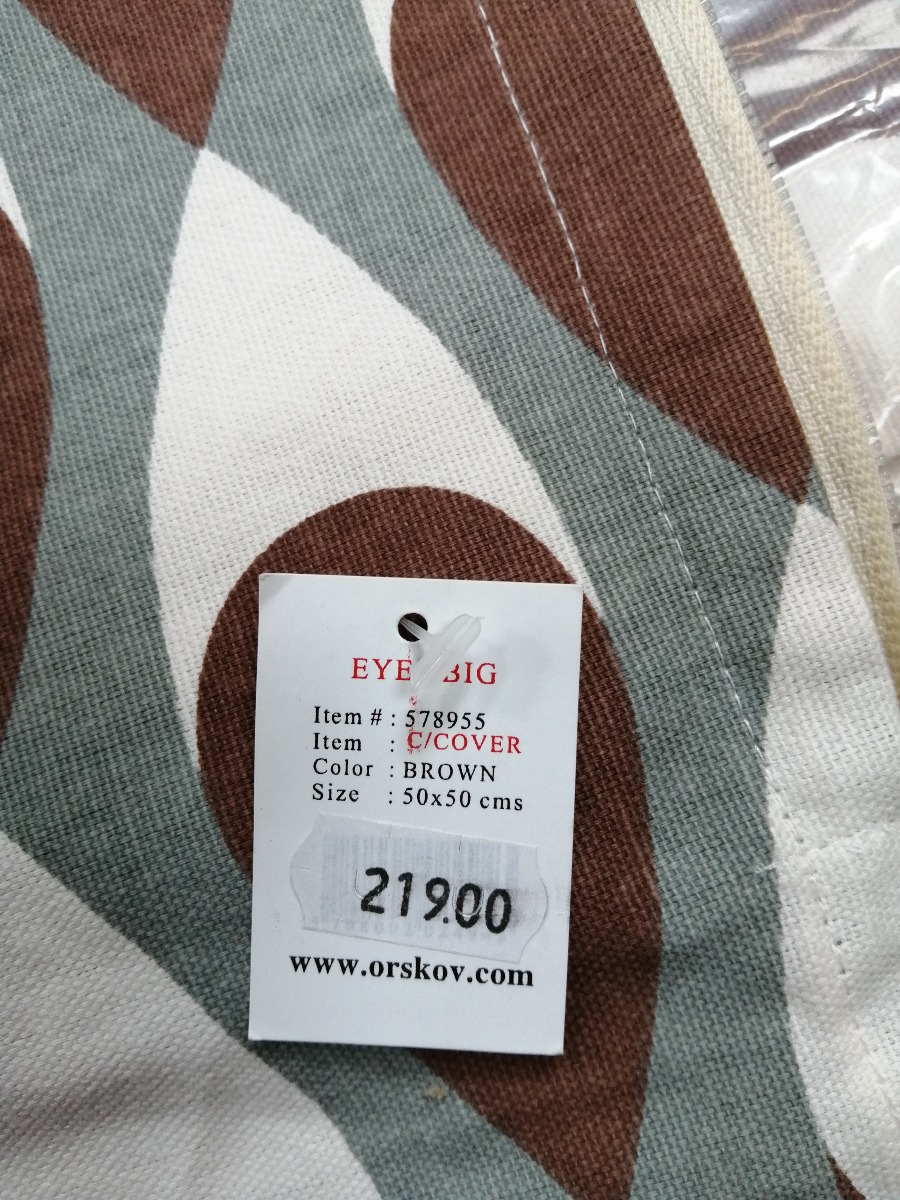 EYE BIG
Item # : 578955
Item : C/COVER
Color : BROWN
Size : 50x50 cms
219.00
www.orskov.com